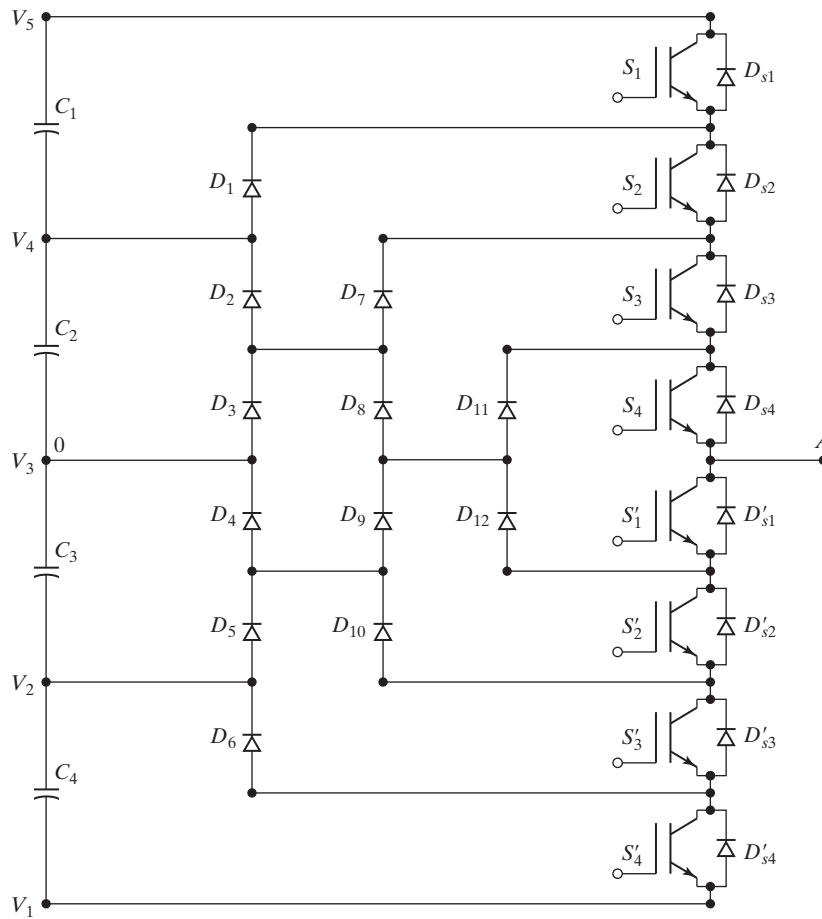 V₅
S₁
Dₛ₁
C₁
D₁
S₂
Dₛ₂
V₄
D₂
D₇
S₃
Dₛ₃
C₂
D₃
D₈
D₁₁
S₄
Dₛ₄
0
A
V₃
D₄
D₉
D₁₂
S′₁
D′ₛ₁
C₃
D₅
D₁₀
S′₂
D′ₛ₂
V₂
D₆
S′₃
D′ₛ₃
C₄
S′₄
D′ₛ₄
V₁